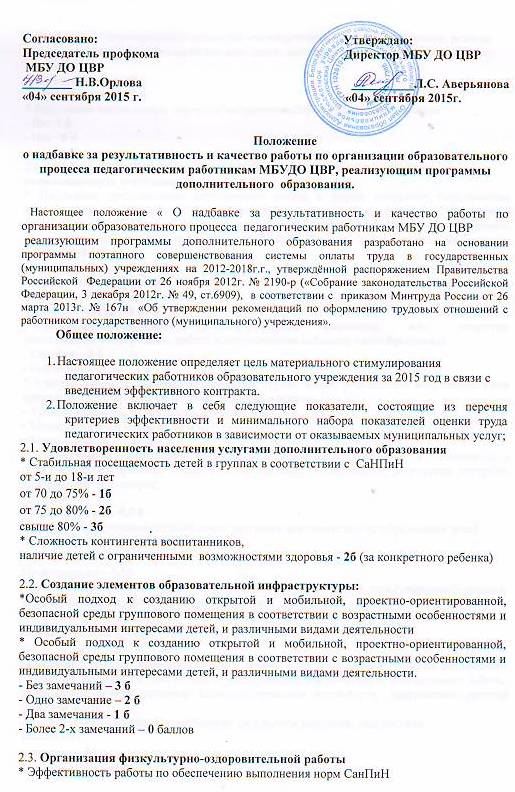 Согласовано: Утверждаю:
Председатель профкома Директор МБУ ДО ЦВР
МБУ ДО ЦВР
Н.В.Орлова Л.С. Аверьянова
«04» сентября 2015 г. «04» сентября 2015г.
Положение
о надбавке за результативность и качество работы по организации образовательного
процесса педагогическим работникам МБУДО ЦВР, реализующим программы
дополнительного образования.
Настоящее положение « О надбавке за результативность и качество работы по
организации образовательного процесса педагогическим работникам МБУ ДО ЦВР
реализующим программы дополнительного образования разработано на основании
программы поэтапного совершенствования системы оплаты труда в государственных
(муниципальных) учреждениях на 2012-2018г.г., утверждённой распоряжением Правительства
Российской Федерации от 26 ноября 2012г. № 2190-р («Собрание законодательства Российской
Федерации, 3 декабря 2012г. № 49, ст.6909), в соответствии с приказом Минтруда России от 26
марта 2013г. № 167н «Об утверждении рекомендаций по оформлению трудовых отношений с
работником государственного (муниципального) учреждения».
Общее положение:
1.Настоящее положение определяет цель материального стимулирования
педагогических работников образовательного учреждения за 2015 год в связи с
введением эффективного контракта.
2.Положение включает в себя следующие показатели, состоящие из перечня
критериев эффективности и минимального набора показателей оценки труда
педагогических работников в зависимости от оказываемых муниципальных услуг;
2.1. Удовлетворенность населения услугами дополнительного образования
* Стабильная посещаемость детей в группах в соответствии с СаНПиН
от 5-и до 18-и лет
от 70 до 75% - 1б
от 75 до 80% - 2б
свыше 80% - 3б
* Сложность контингента воспитанников,
наличие детей с ограниченными возможностями здоровья - 2б (за конкретного ребенка)
2.2. Создание элементов образовательной инфраструктуры:
*Особый подход к созданию открытой и мобильной, проектно-ориентированной,
безопасной среды группового помещения в соответствии с возрастными особенностями и
индивидуальными интересами детей, и различными видами деятельности
* Особый подход к созданию открытой и мобильной, проектно-ориентированной,
безопасной среды группового помещения в соответствии с возрастными особенностями и
индивидуальными интересами детей, и различными видами деятельности.
- Без замечаний – 3 б
- Одно замечание – 2 б
- Два замечания - 1 б
- Более 2-х замечаний – 0 баллов
2.3. Организация физкультурно-оздоровительной работы
* Эффективность работы по обеспечению выполнения норм СанПиН